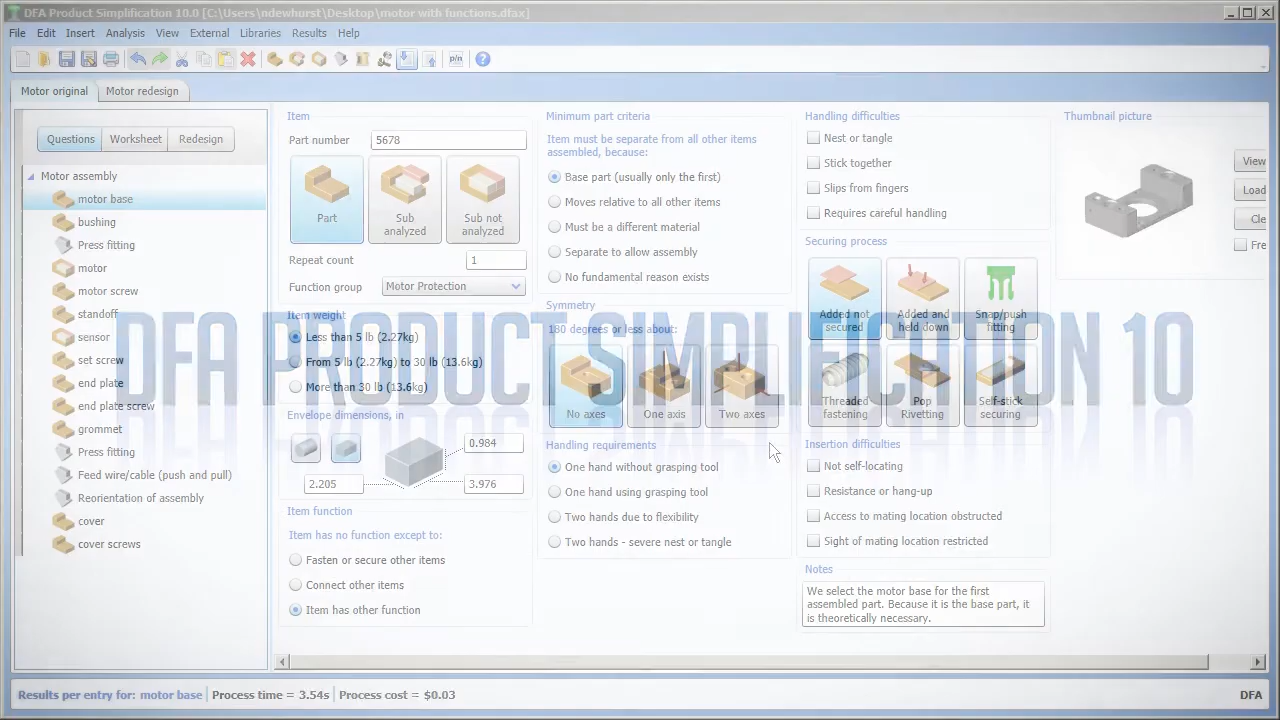 DFA Product Simplification 10.0 [C:\Users\ndewhurst\Desktop\motor with functions.dfax]
File Edit Insert Analysis View External Libraries Results Help
p/n
Motor original
Motor redesign
Questions
Worksheet
Redesign
Motor assembly
motor base
bushing
Press fitting
motor
motor screw
standoff
sensor
set screw
end plate
end plate screw
grommet
Press fitting
Feed wire/cable (push and pull)
Reorientation of assembly
cover
cover screws
Item
Part number
5678
Part
Sub
analyzed
Sub not
analyzed
Repeat count
1
Function group
Motor Protection
Item weight
Less than 5 lb (2.27kg)
From 5 lb (2.27kg) to 30 lb (13.6kg)
More than 30 lb (13.6kg)
Envelope dimensions, in
0.984
2.205
3.976
Item function
Item has no function except to:
Fasten or secure other items
Connect other items
Item has other function
Minimum part criteria
Item must be separate from all other items
assembled, because:
Base part (usually only the first)
Moves relative to all other items
Must be a different material
Separate to allow assembly
No fundamental reason exists
Symmetry
180 degrees or less about:
No axes
One axis
Two axes
Handling requirements
One hand without grasping tool
One hand using grasping tool
Two hands due to flexibility
Two hands - severe nest or tangle
Handling difficulties
Nest or tangle
Stick together
Slips from fingers
Requires careful handling
Securing process
Added not
secured
Added and
held down
Snap/push
fitting
Threaded
fastening
Pop
Rivetting
Self-stick
securing
Insertion difficulties
Not self-locating
Resistance or hang-up
Access to mating location obstructed
Sight of mating location restricted
Notes
We select the motor base for the first
assembled part. Because it is the base part, it
is theoretically necessary.
Thumbnail picture
View
Load
Cle
Fre
DFA PRODUCT SIMPLIFICATION 10
Results per entry for: motor base
Process time = 3.54s
Process cost = $0.03
DFA